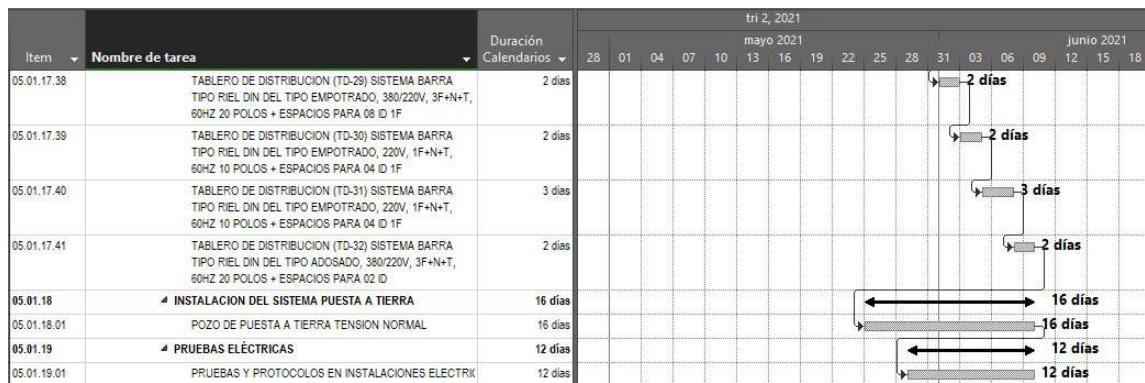 tri 2, 2021
mayo 2021 junio 2021
Item Nombre de tarea Duración Calendarios
28 01 04 07 10 13 16 19 22 25 28 31 03 06 09 12 15 18
05.01.17.38 TABLERO DE DISTRIBUCION (TD-29) SISTEMA BARRA 2 días 2 días
TIPO RIEL DIN DEL TIPO EMPOTRADO, 380/220V, 3F+N+T,
60HZ 20 POLOS + ESPACIOS PARA 08 ID 1F
05.01.17.39 TABLERO DE DISTRIBUCION (TD-30) SISTEMA BARRA 2 días 2 días
TIPO RIEL DIN DEL TIPO EMPOTRADO, 220V, 1F+N+T,
60HZ 10 POLOS + ESPACIOS PARA 04 ID 1F
05.01.17.40 TABLERO DE DISTRIBUCION (TD-31) SISTEMA BARRA 3 días 3 días
TIPO RIEL DIN DEL TIPO EMPOTRADO, 220V, 1F+N+T,
60HZ 10 POLOS + ESPACIOS PARA 04 ID 1F
05.01.17.41 TABLERO DE DISTRIBUCION (TD-32) SISTEMA BARRA 2 días 2 días
TIPO RIEL DIN DEL TIPO ADOSADO, 380/220V, 3F+N+T,
60HZ 20 POLOS + ESPACIOS PARA 02 ID
05.01.18 INSTALACION DEL SISTEMA PUESTA A TIERRA 16 días 16 días
05.01.18.01 POZO DE PUESTA A TIERRA TENSION NORMAL 16 días 16 días
05.01.19 PRUEBAS ELÉCTRICAS 12 días 12 días
05.01.19.01 PRUEBAS Y PROTOCOLOS EN INSTALACIONES ELECTRIC 12 días 12 días